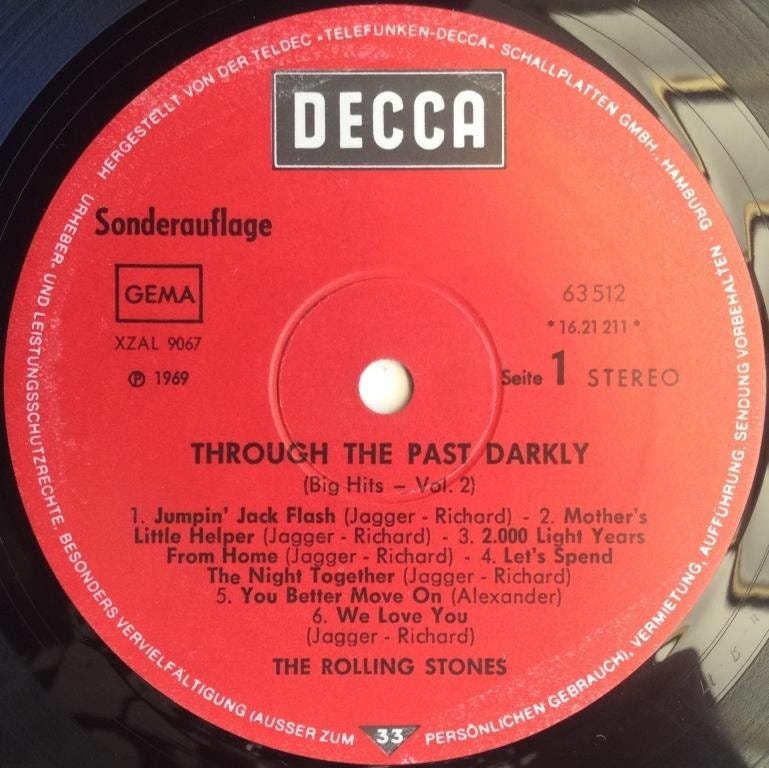 HERGESTELLT VON DER TELDEC »TELEFUNKEN-DECCA« SCHALLPLATTEN GMBH., HAMBURG
DECCA
Sonderauflage
GEMA
63 512
* 16.21 211 *
XZAL 9067
℗ 1969
Seite 1 STEREO
THROUGH THE PAST DARKLY
(Big Hits – Vol. 2)
1. Jumpin' Jack Flash (Jagger - Richard) - 2. Mother's
Little Helper (Jagger - Richard) - 3. 2.000 Light Years
From Home (Jagger - Richard) - 4. Let's Spend
The Night Together (Jagger - Richard)
5. You Better Move On (Alexander)
6. We Love You
(Jagger - Richard)
THE ROLLING STONES
33
URHEBER- UND LEISTUNGSSCHUTZRECHTE, BESONDERS VERVIELFÄLTIGUNG (AUSSER ZUM PERSÖNLICHEN GEBRAUCH), VERMIETUNG, AUFFÜHRUNG, SENDUNG VORBEHALTEN